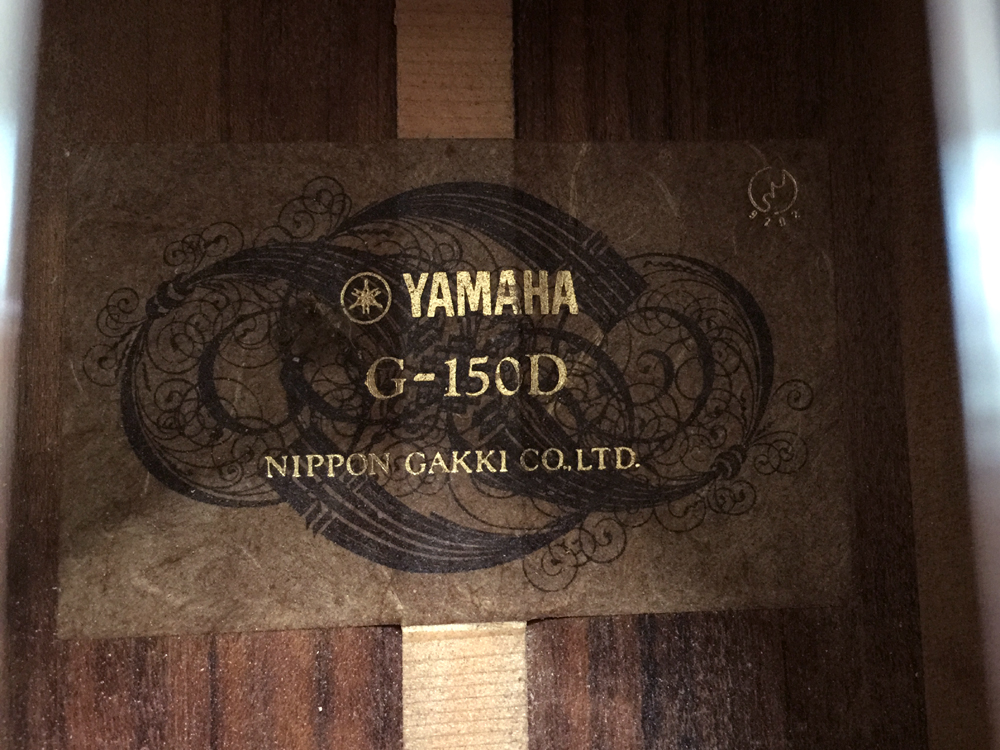 YAMAHA
G-150D
NIPPON GAKKI CO.,LTD.